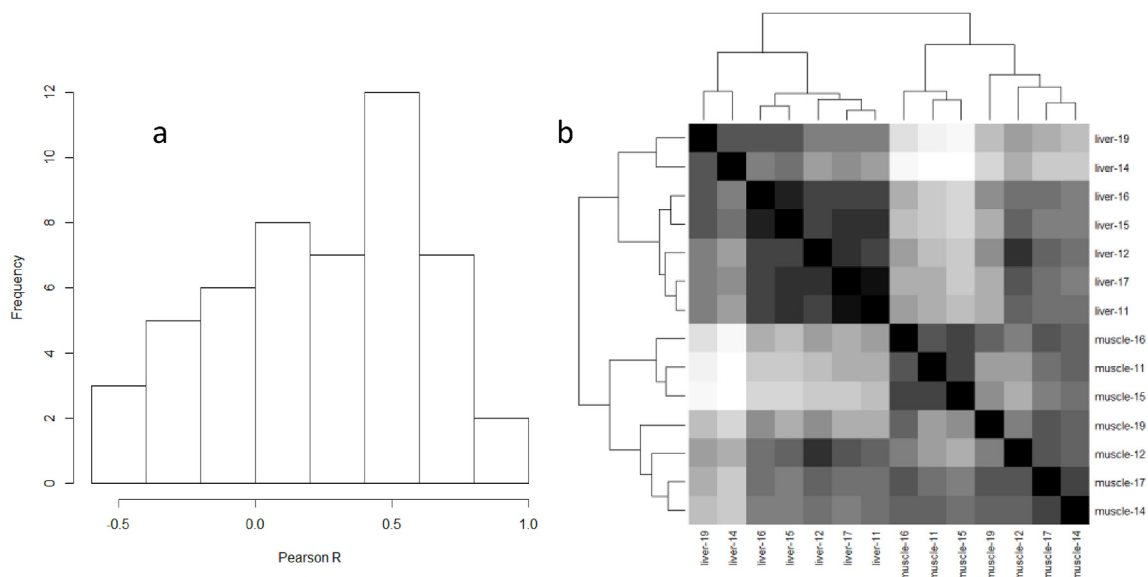 a
Frequency
12
10
8
6
4
2
0
-0.5
0.0
0.5
1.0
Pearson R
b
liver-19
liver-14
liver-16
liver-15
liver-12
liver-17
liver-11
muscle-16
muscle-11
muscle-15
muscle-19
muscle-12
muscle-17
muscle-14
liver-19
liver-14
liver-16
liver-15
liver-12
liver-17
liver-11
muscle-16
muscle-11
muscle-15
muscle-19
muscle-12
muscle-17
muscle-14